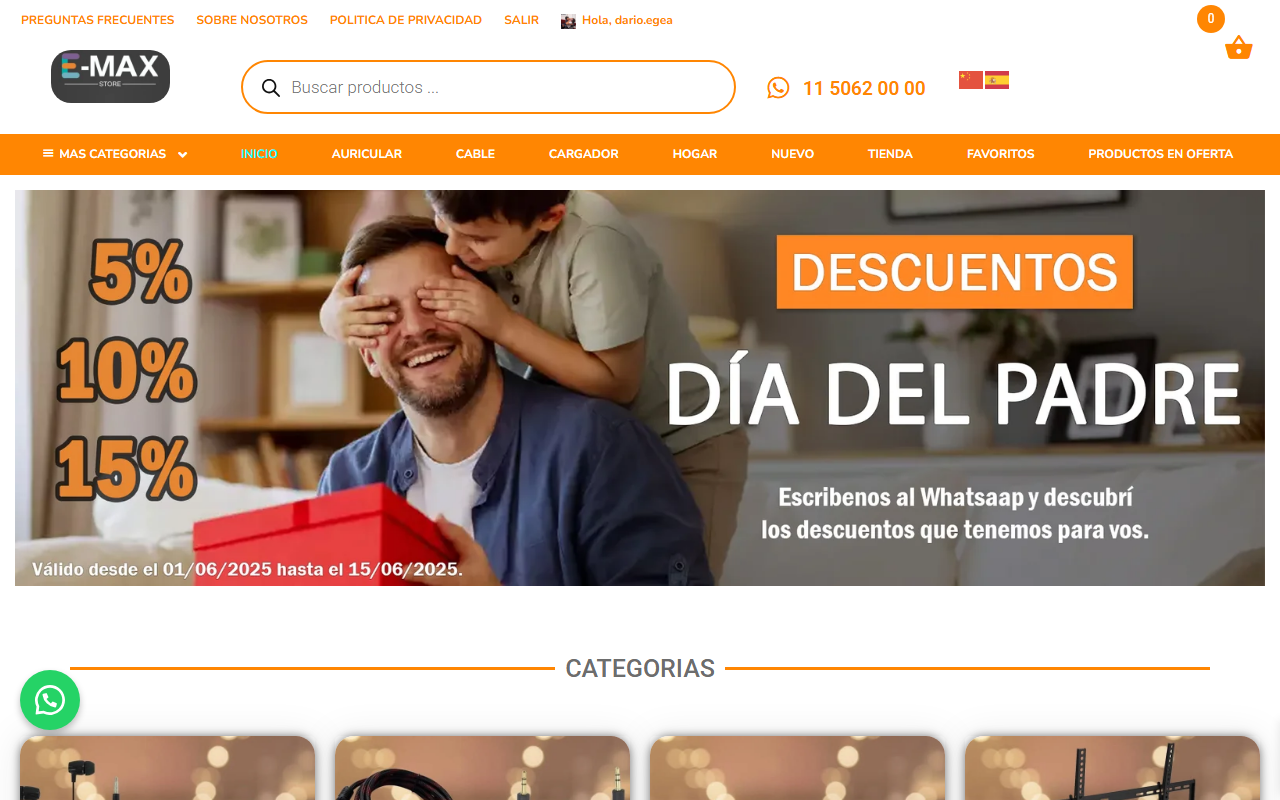 PREGUNTAS FRECUENTES SOBRE NOSOTROS POLITICA DE PRIVACIDAD SALIR Hola, dario.egea 0
E-MAX
STORE
Buscar productos ...
11 5062 00 00
MAS CATEGORIAS INICIO AURICULAR CABLE CARGADOR HOGAR NUEVO TIENDA FAVORITOS PRODUCTOS EN OFERTA
5%
10%
15%
DESCUENTOS
DÍA DEL PADRE
Escribenos al Whatsaap y descubrí
los descuentos que tenemos para vos.
Válido desde el 01/06/2025 hasta el 15/06/2025.
CATEGORIAS